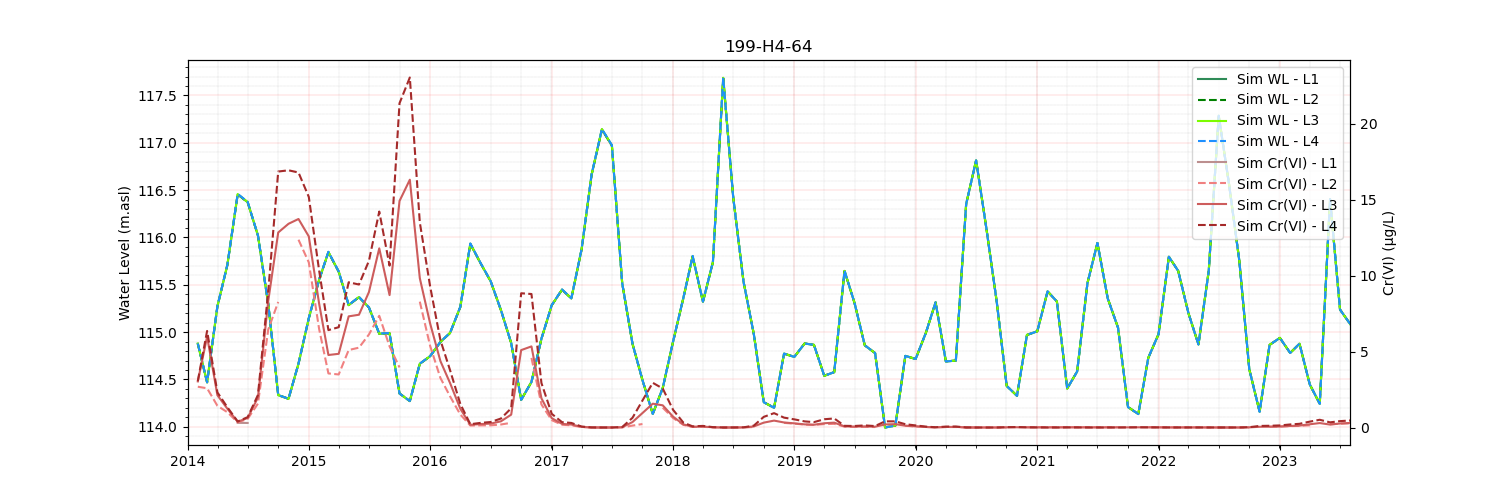 199-H4-64
117.5
117.0
116.5
116.0
115.5
115.0
114.5
114.0
Water Level (m.asl)
2014 2015 2016 2017 2018 2019 2020 2021 2022 2023
20
15
10
5
0
Cr(VI) (µg/L)
Sim WL - L1
Sim WL - L2
Sim WL - L3
Sim WL - L4
Sim Cr(VI) - L1
Sim Cr(VI) - L2
Sim Cr(VI) - L3
Sim Cr(VI) - L4